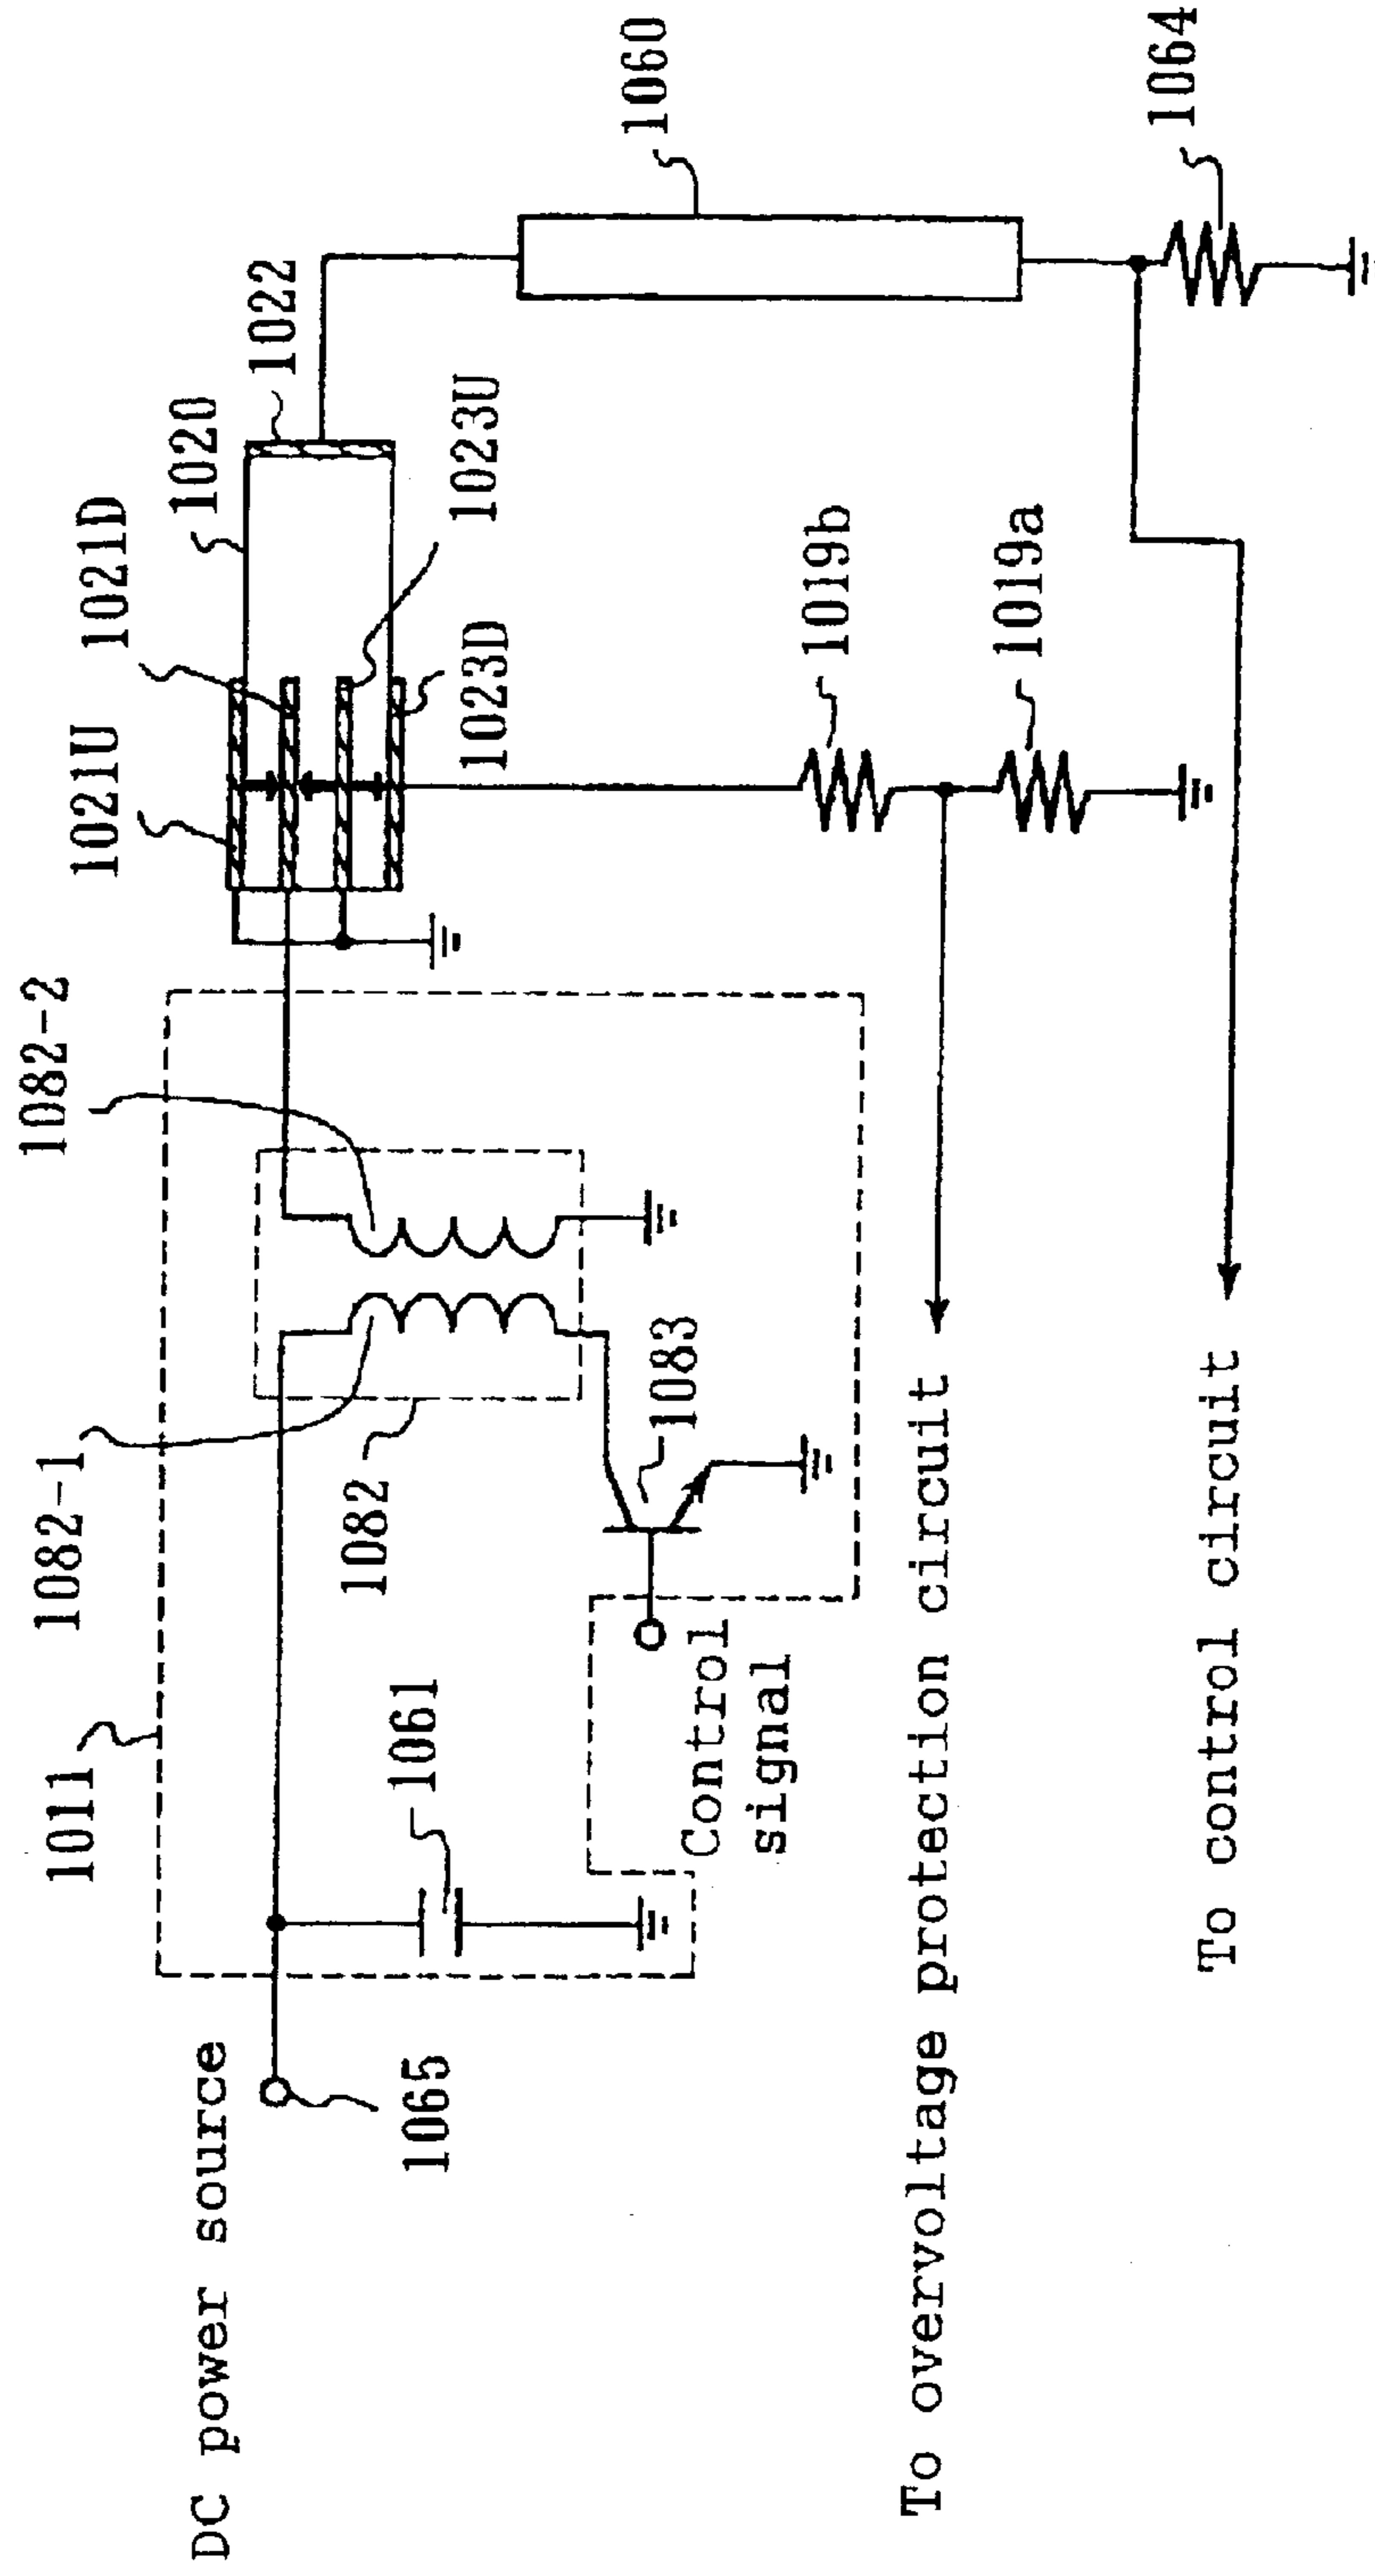 DC power source
1065
1011
1061
Control
signal
1082-1
1082
1083
1082-2
1021U
1021D
1020
1022
1023U
1023D
1019b
1019a
1060
1064
To overvoltage protection circuit
To control circuit